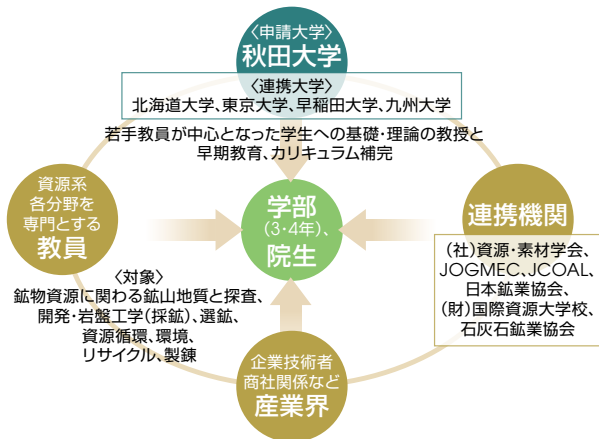 〈申請大学〉
秋田大学
〈連携大学〉
北海道大学、東京大学、早稲田大学、九州大学
若手教員が中心となった学生への基礎・理論の教授と
早期教育、カリキュラム補完
資源系
各分野を
専門とする
教員
学部
(3・4年)、
院生
連携機関
(社)資源・素材学会、
JOGMEC、JCOAL、
日本鉱業協会、
(財)国際資源大学校、
石灰石鉱業協会
〈対象〉
鉱物資源に関わる鉱山地質と探査、
開発・岩盤工学(採鉱)、選鉱、
資源循環、環境、
リサイクル、製錬
企業技術者
商社関係など
産業界